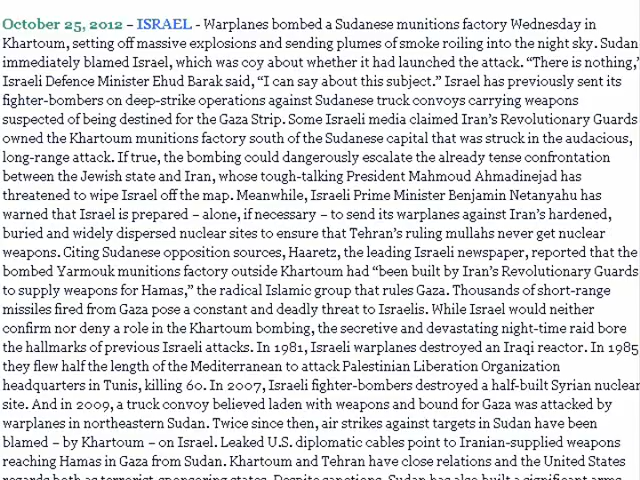 October 25, 2012 – ISRAEL - Warplanes bombed a Sudanese munitions factory Wednesday in
Khartoum, setting off massive explosions and sending plumes of smoke roiling into the night sky. Sudan
immediately blamed Israel, which was coy about whether it had launched the attack. “There is nothing,”
Israeli Defence Minister Ehud Barak said, “I can say about this subject.” Israel has previously sent its
fighter-bombers on deep-strike operations against Sudanese truck convoys carrying weapons
suspected of being destined for the Gaza Strip. Some Israeli media claimed Iran’s Revolutionary Guards
owned the Khartoum munitions factory south of the Sudanese capital that was struck in the audacious,
long-range attack. If true, the bombing could dangerously escalate the already tense confrontation
between the Jewish state and Iran, whose tough-talking President Mahmoud Ahmadinejad has
threatened to wipe Israel off the map. Meanwhile, Israeli Prime Minister Benjamin Netanyahu has
warned that Israel is prepared – alone, if necessary – to send its warplanes against Iran’s hardened,
buried and widely dispersed nuclear sites to ensure that Tehran’s ruling mullahs never get nuclear
weapons. Citing Sudanese opposition sources, Haaretz, the leading Israeli newspaper, reported that the
bombed Yarmouk munitions factory outside Khartoum had “been built by Iran’s Revolutionary Guards
to supply weapons for Hamas,” the radical Islamic group that rules Gaza. Thousands of short-range
missiles fired from Gaza pose a constant and deadly threat to Israelis. While Israel would neither
confirm nor deny a role in the Khartoum bombing, the secretive and devastating night-time raid bore
the hallmarks of previous Israeli attacks. In 1981, Israeli warplanes destroyed an Iraqi reactor. In 1985
they flew half the length of the Mediterranean to attack Palestinian Liberation Organization
headquarters in Tunis, killing 60. In 2007, Israeli fighter-bombers destroyed a half-built Syrian nuclear
site. And in 2009, a truck convoy believed laden with weapons and bound for Gaza was attacked by
warplanes in northeastern Sudan. Twice since then, air strikes against targets in Sudan have been
blamed – by Khartoum – on Israel. Leaked U.S. diplomatic cables point to Iranian-supplied weapons
reaching Hamas in Gaza from Sudan. Khartoum and Tehran have close relations and the United States
regards both as terrorist-sponsoring states. Despite sanctions, Sudan has also built a significant arms